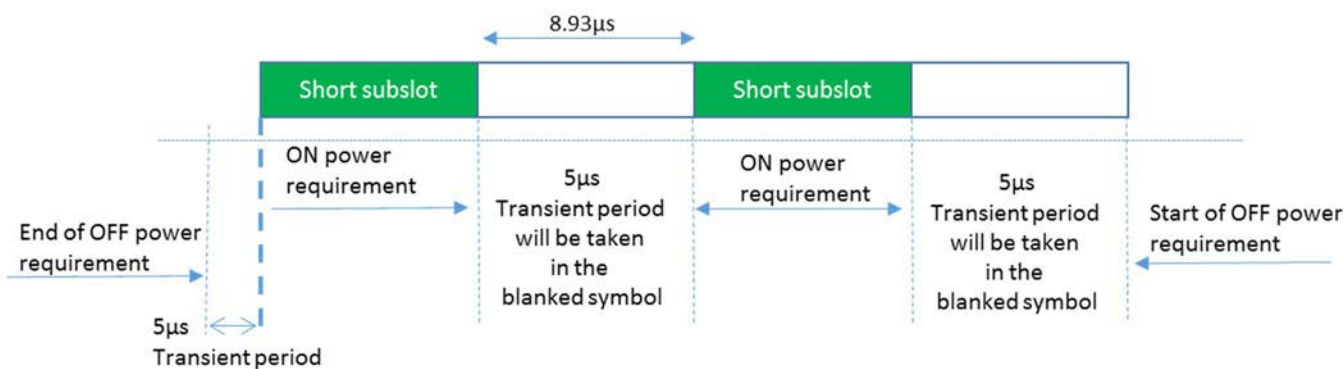 8.93µs
Short subslot
Short subslot
ON power
requirement
5µs
Transient period
will be taken
in the
blanked symbol
ON power
requirement
5µs
Transient period
will be taken
in the
blanked symbol
End of OFF power
requirement
Start of OFF power
requirement
5µs
Transient period